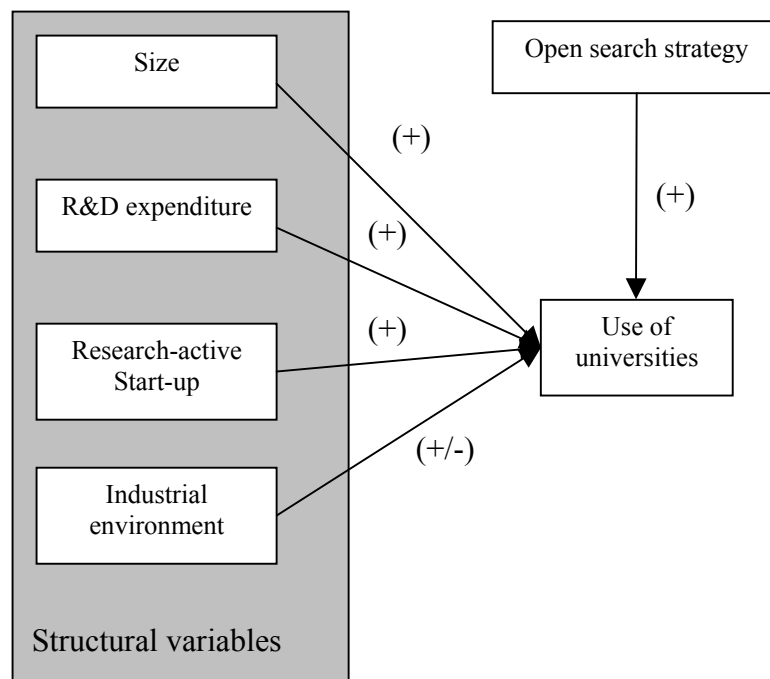 Size
Open search strategy
(+)
R&D expenditure
(+)
(+)
Research-active
Start-up
(+)
Use of
universities
Industrial
environment
(+/-)
Structural variables